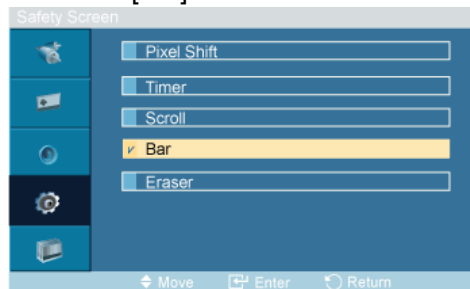 Safety Screen
Pixel Shift
Timer
Scroll
Bar
Eraser
Move Enter Return